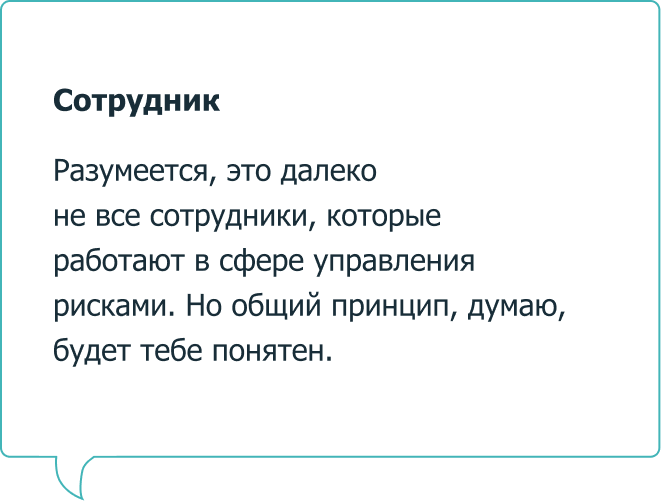 Сотрудник
Разумеется, это далеко
не все сотрудники, которые
работают в сфере управления
рисками. Но общий принцип, думаю,
будет тебе понятен.